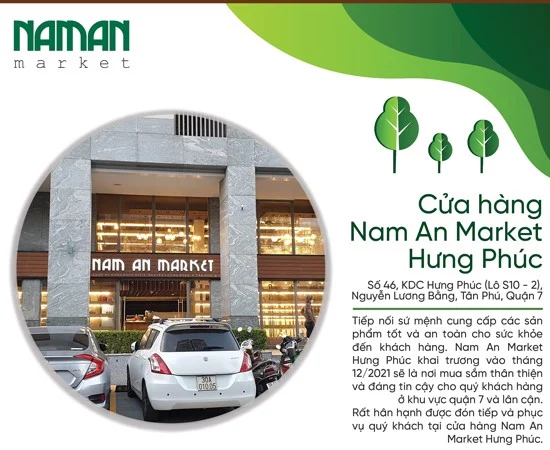 NAMAN
market
NAM AN MARKET
30A
010.05
Cửa hàng
Nam An Market
Hưng Phúc
Số 46, KDC Hưng Phúc (Lô S10 - 2),
Nguyễn Lương Bằng, Tân Phú, Quận 7
Tiếp nối sứ mệnh cung cấp các sản
phẩm tốt và an toàn cho sức khỏe
đến khách hàng. Nam An Market
Hưng Phúc khai trương vào tháng
12/2021 sẽ là nơi mua sắm thân thiện
và đáng tin cậy cho quý khách hàng
ở khu vực quận 7 và lân cận.
Rất hân hạnh được đón tiếp và phục
vụ quý khách tại cửa hàng Nam An
Market Hưng Phúc.